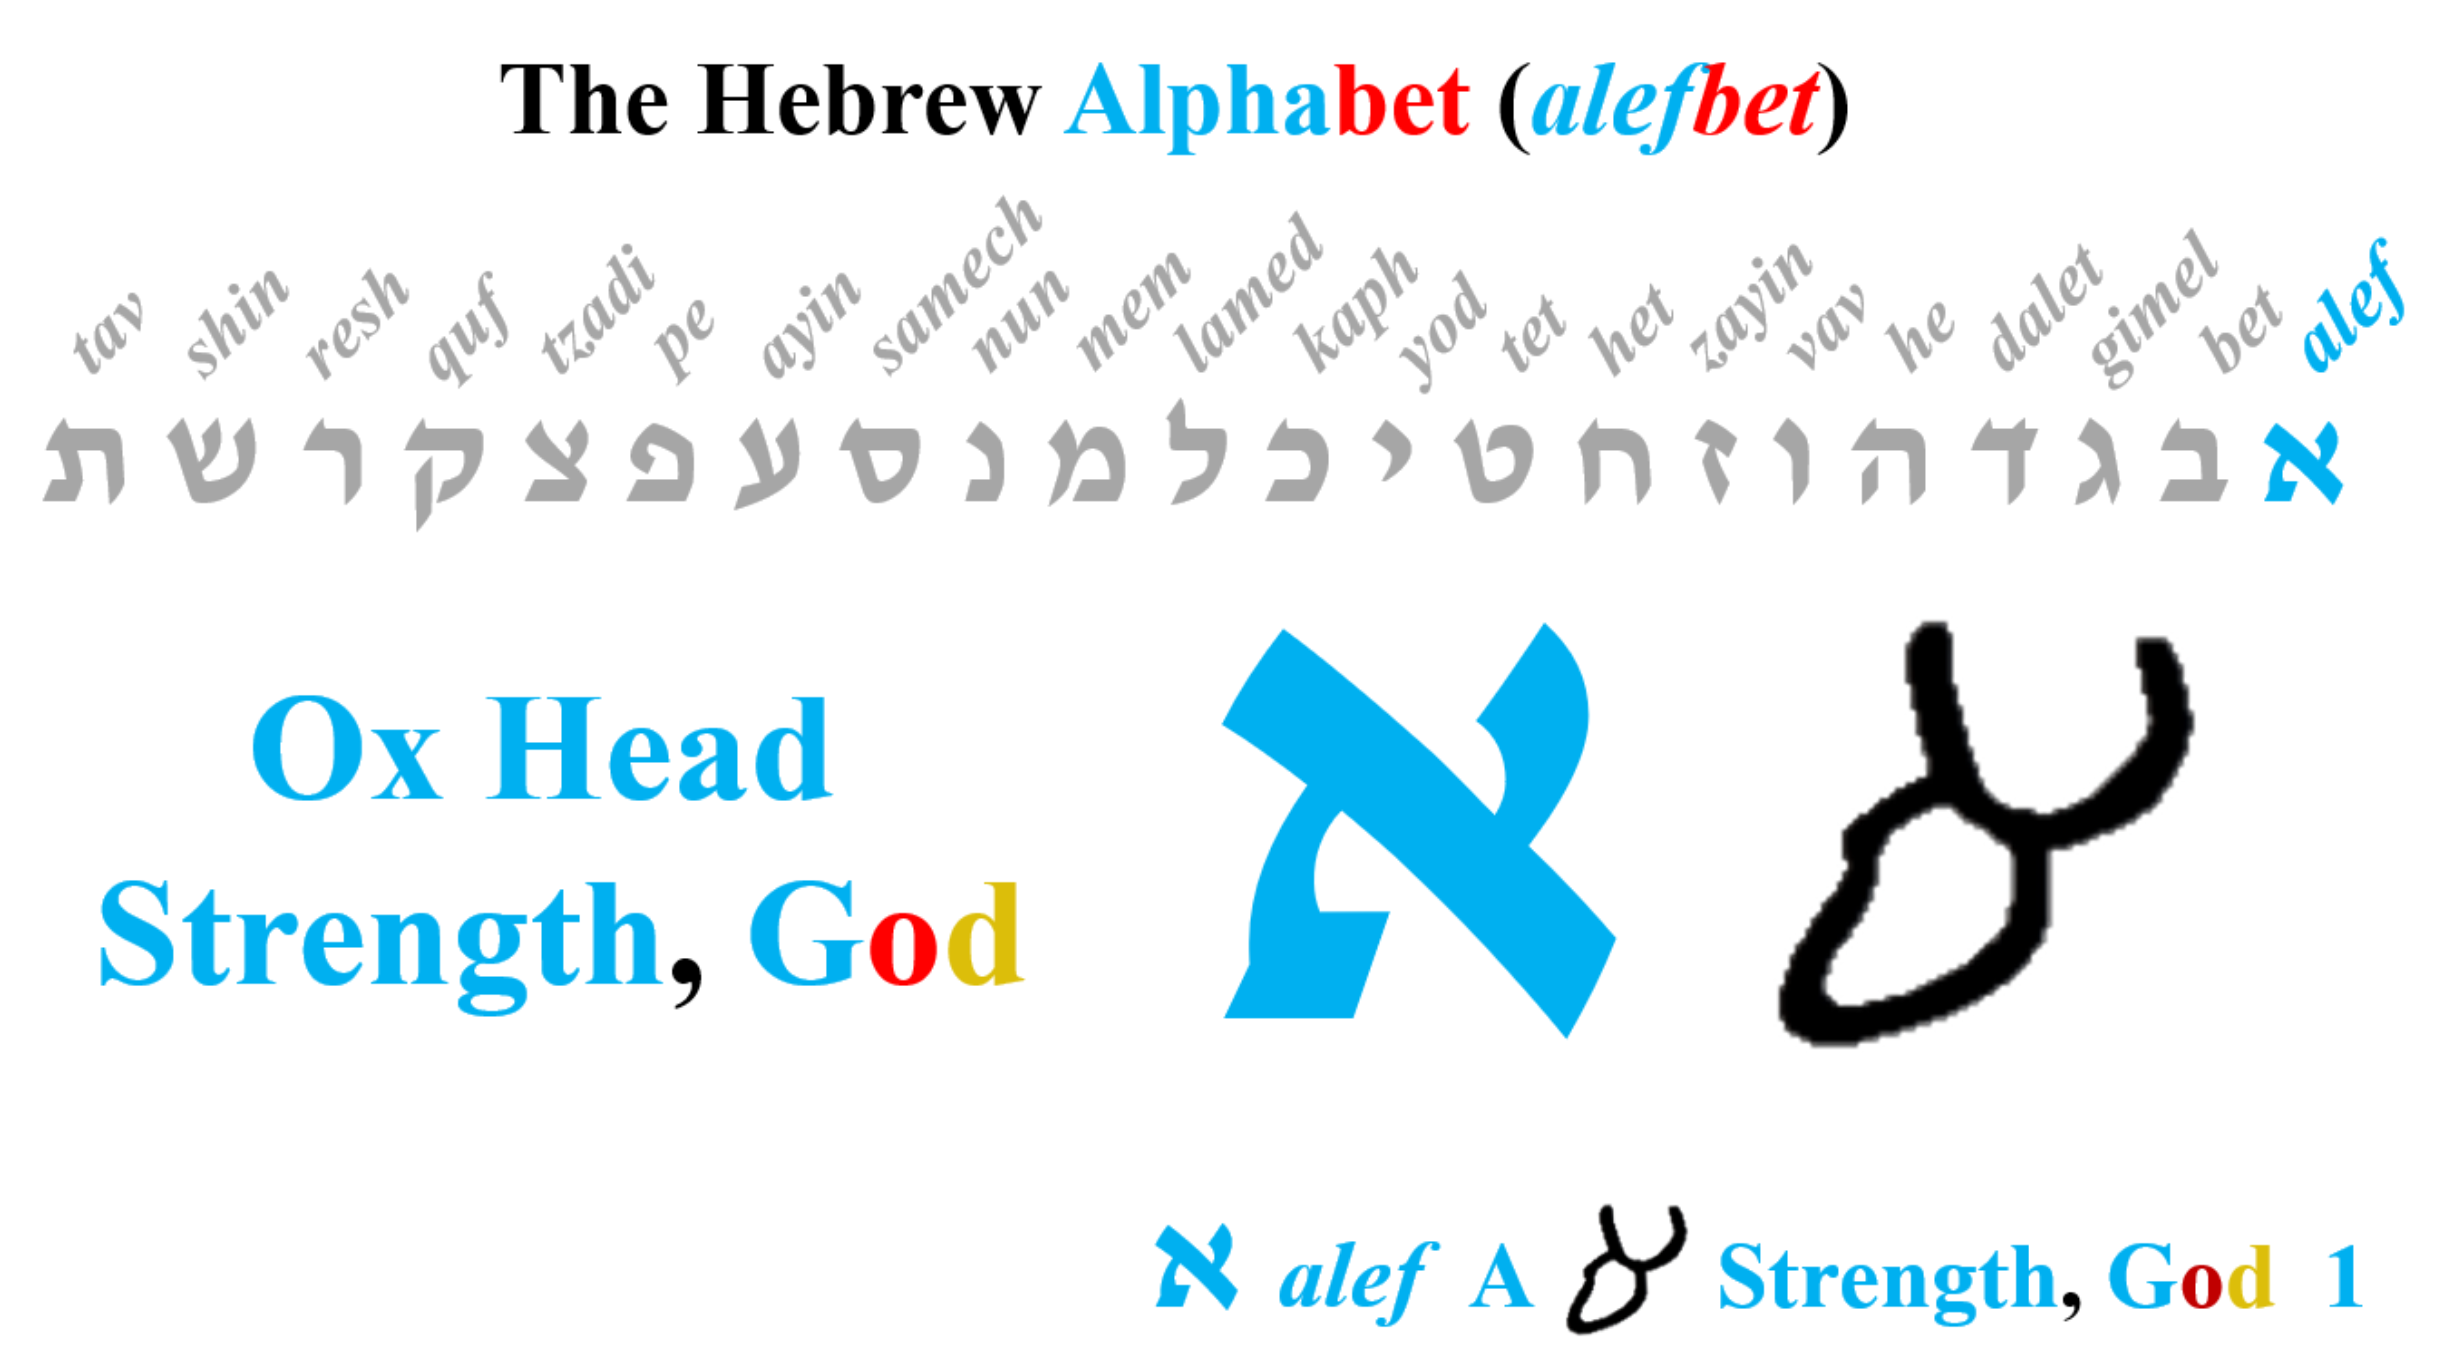 The Hebrew Alphabet (alefbet)
tav shin resh quf tzadi pe ayin samech nun mem lamed kaph yod tet het zayin vav he dalet gimel bet alef
א ב ג ד ה ו ז ח ט י כ ל מ נ ס ע פ צ ק ר ש ת
Ox Head
Strength, God
א
א alef A Strength, God 1